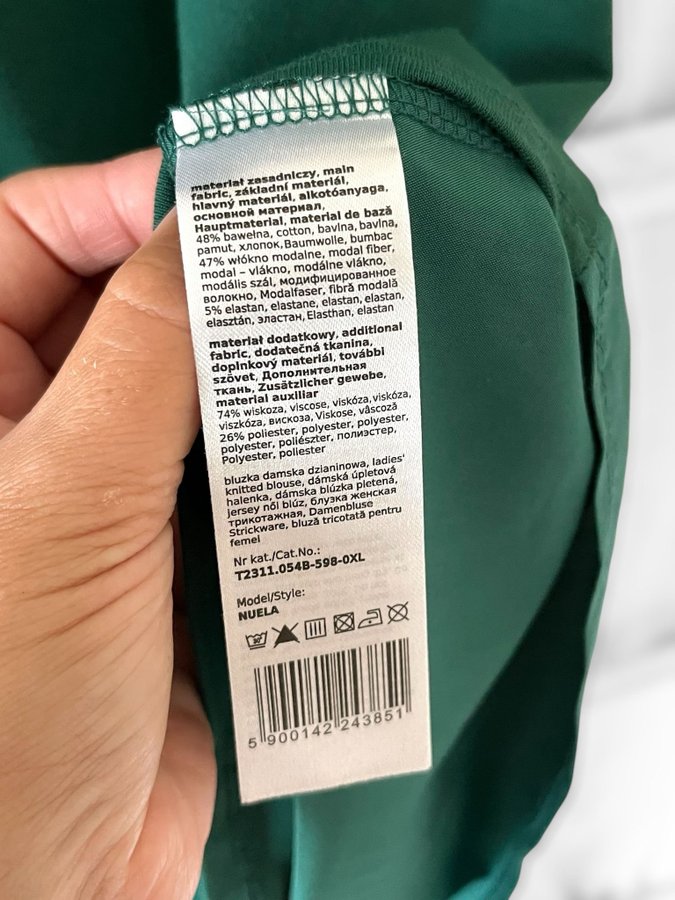 materiał zasadniczy, main
fabric, základní materiál,
hlavný materiál, alkotóanyaga,
основной материал,
Hauptmaterial, material de bază
48% bawełna, cotton, bavlna, bavlna,
pamut, хлопок,Baumwolle, bumbac
47% włókno modalne, modal fiber,
modal – vlákno, modálne vlákno,
modális szál, модифицированное
волокно, Modalfaser, fibră modală
5% elastan, elastane, elastan, elastan,
elasztán, эластан, Elasthan, elastan
materiał dodatkowy, additional
fabric, dodatečná tkanina,
doplnkový materiál, további
szövet, Дополнительная
ткань, Zusätzlicher gewebe,
material auxiliar
74% wiskoza, viscose, viskóza,viskóza,
viszkóza, вискоза, Viskose, vâscoză
26% poliester, polyester, polyester,
polyester, poliészter, полиэстер,
Polyester, poliester
bluzka damska dzianinowa, ladies'
knitted blouse, dámská úpletová
halenka, dámska blúzka pletená,
jersey női blúz, блузка женская
трикотажная, Damenbluse
Strickware, bluză tricotată pentru
femei
Nr kat./Cat.No.:
T2311.054B-598-0XL
Model/Style:
NUELA
5 900142 243851